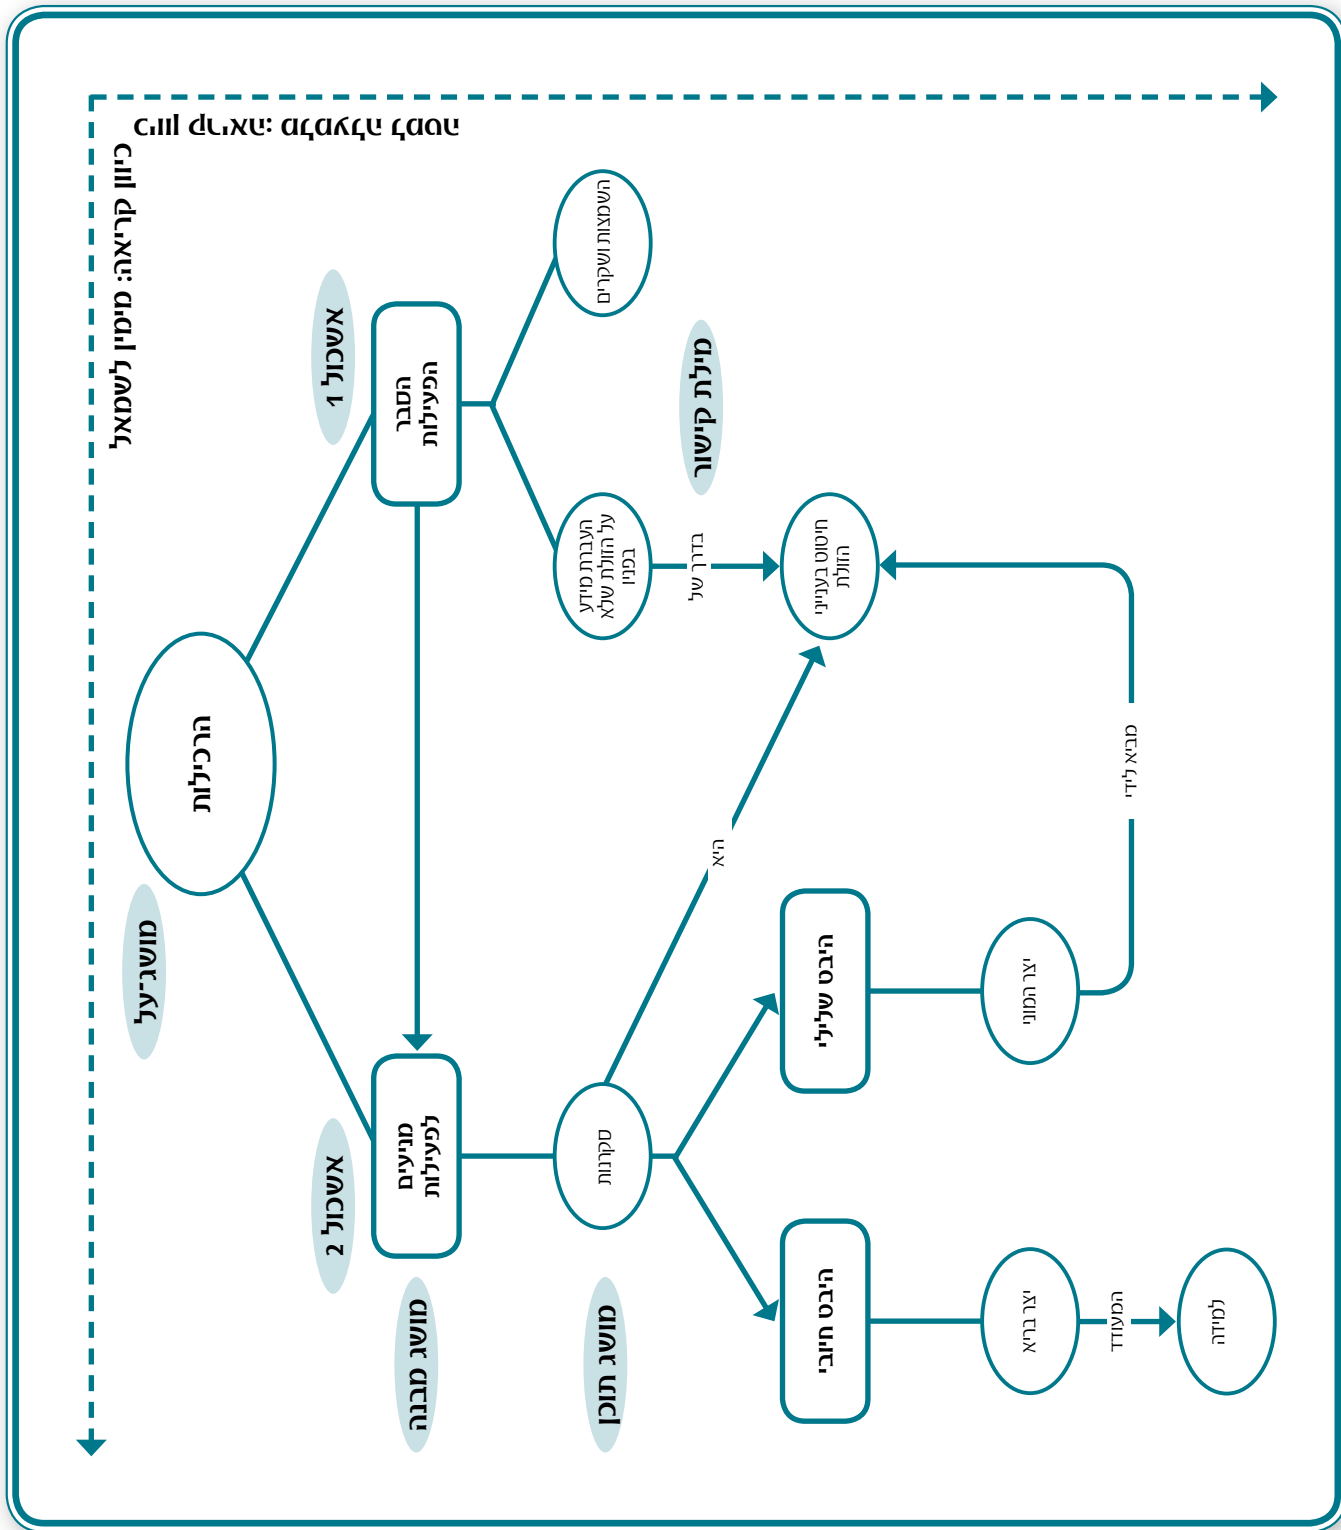 כיוון קריאה: מימין לשמאל
כיוון קריאה: מלמעלה למטה
מושג־על
הרכילות
אשכול 1
הסבר
הפעילות
השמצות ושקרים
העברת מידע
על הזולת שלא
בפניו
מילת קישור
בדרך של
חיטוט בענייני
הזולת
אשכול 2
מניעים
לפעילות
מושג מבנה
סקרנות
מושג תוכן
היא
היבט שלילי
יצר המוני
מביא לידי
היבט חיובי
יצר בריא
המעודד
למידה